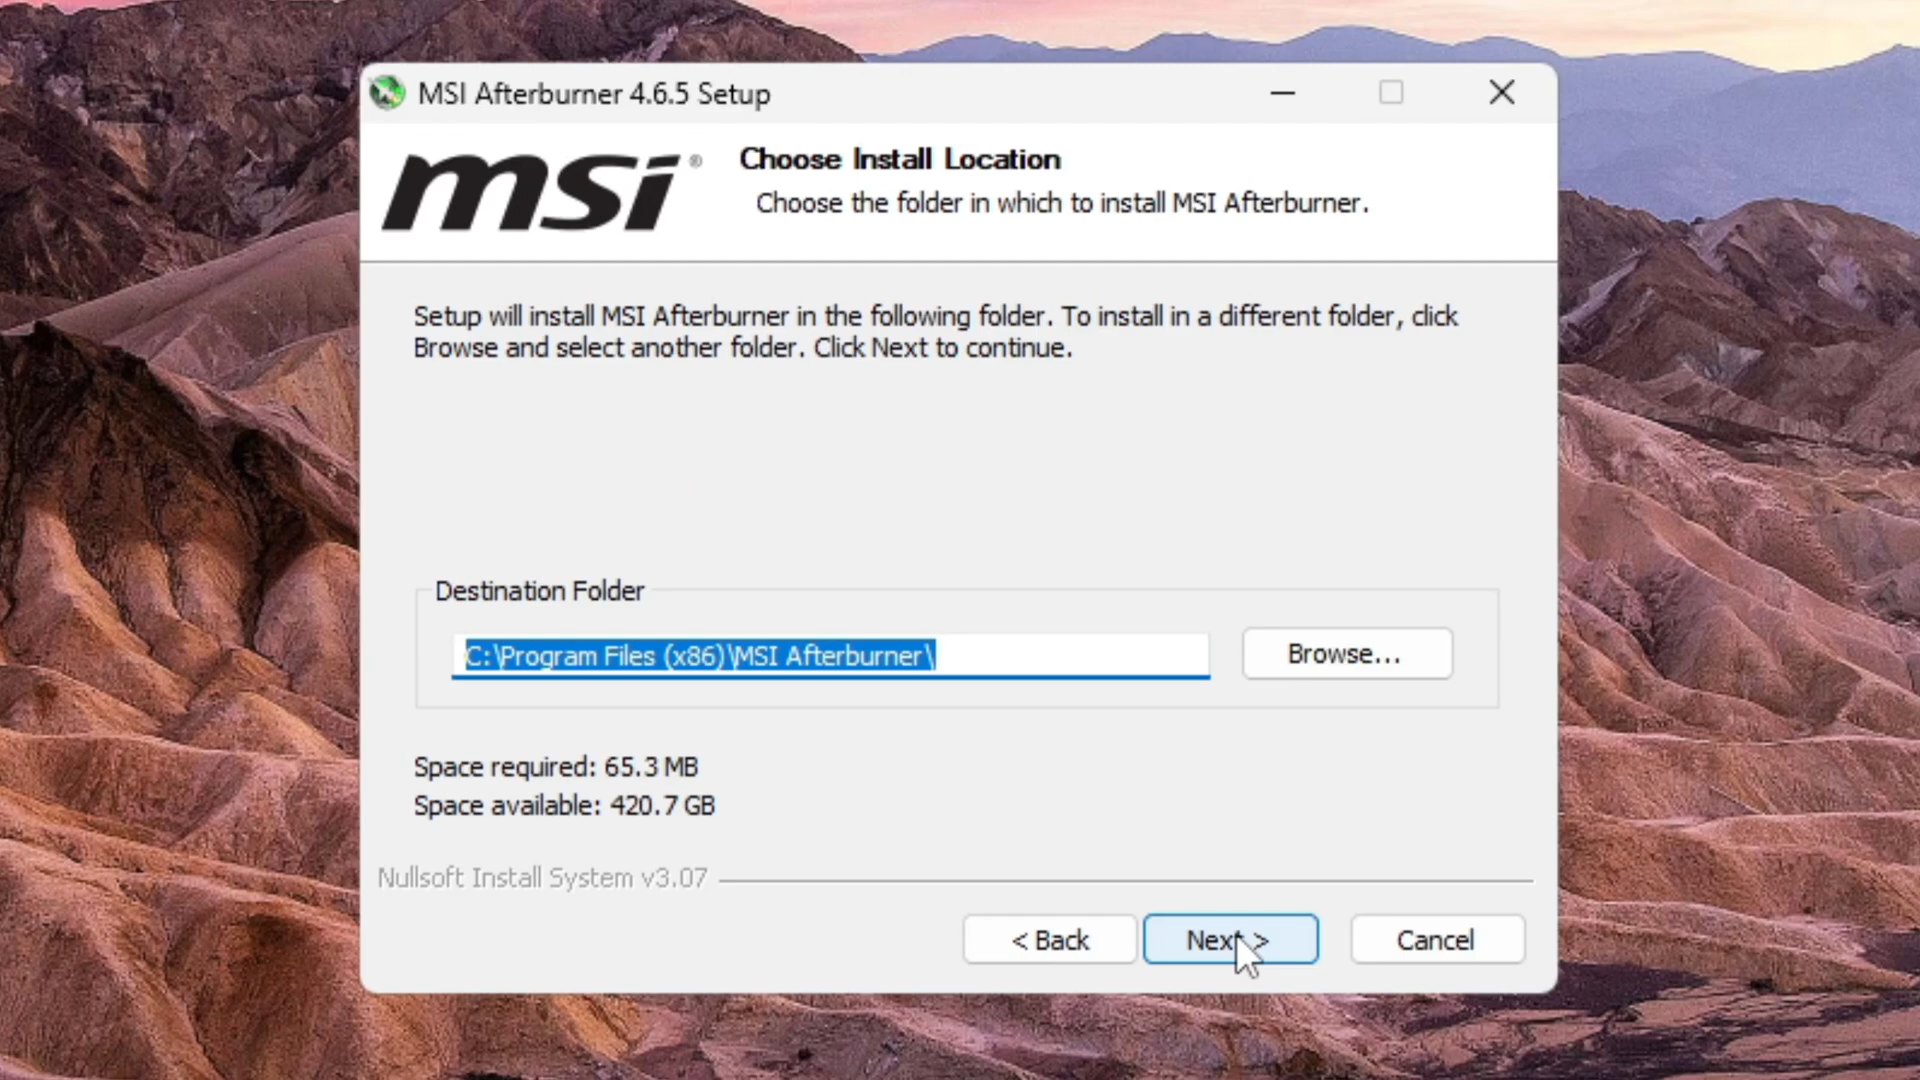 MSI Afterburner 4.6.5 Setup
msi®
Choose Install Location
Choose the folder in which to install MSI Afterburner.
Setup will install MSI Afterburner in the following folder. To install in a different folder, click
Browse and select another folder. Click Next to continue.
Destination Folder
C:\Program Files (x86)\MSI Afterburner\
Browse...
Space required: 65.3 MB
Space available: 420.7 GB
Nullsoft Install System v3.07
< Back
Next >
Cancel